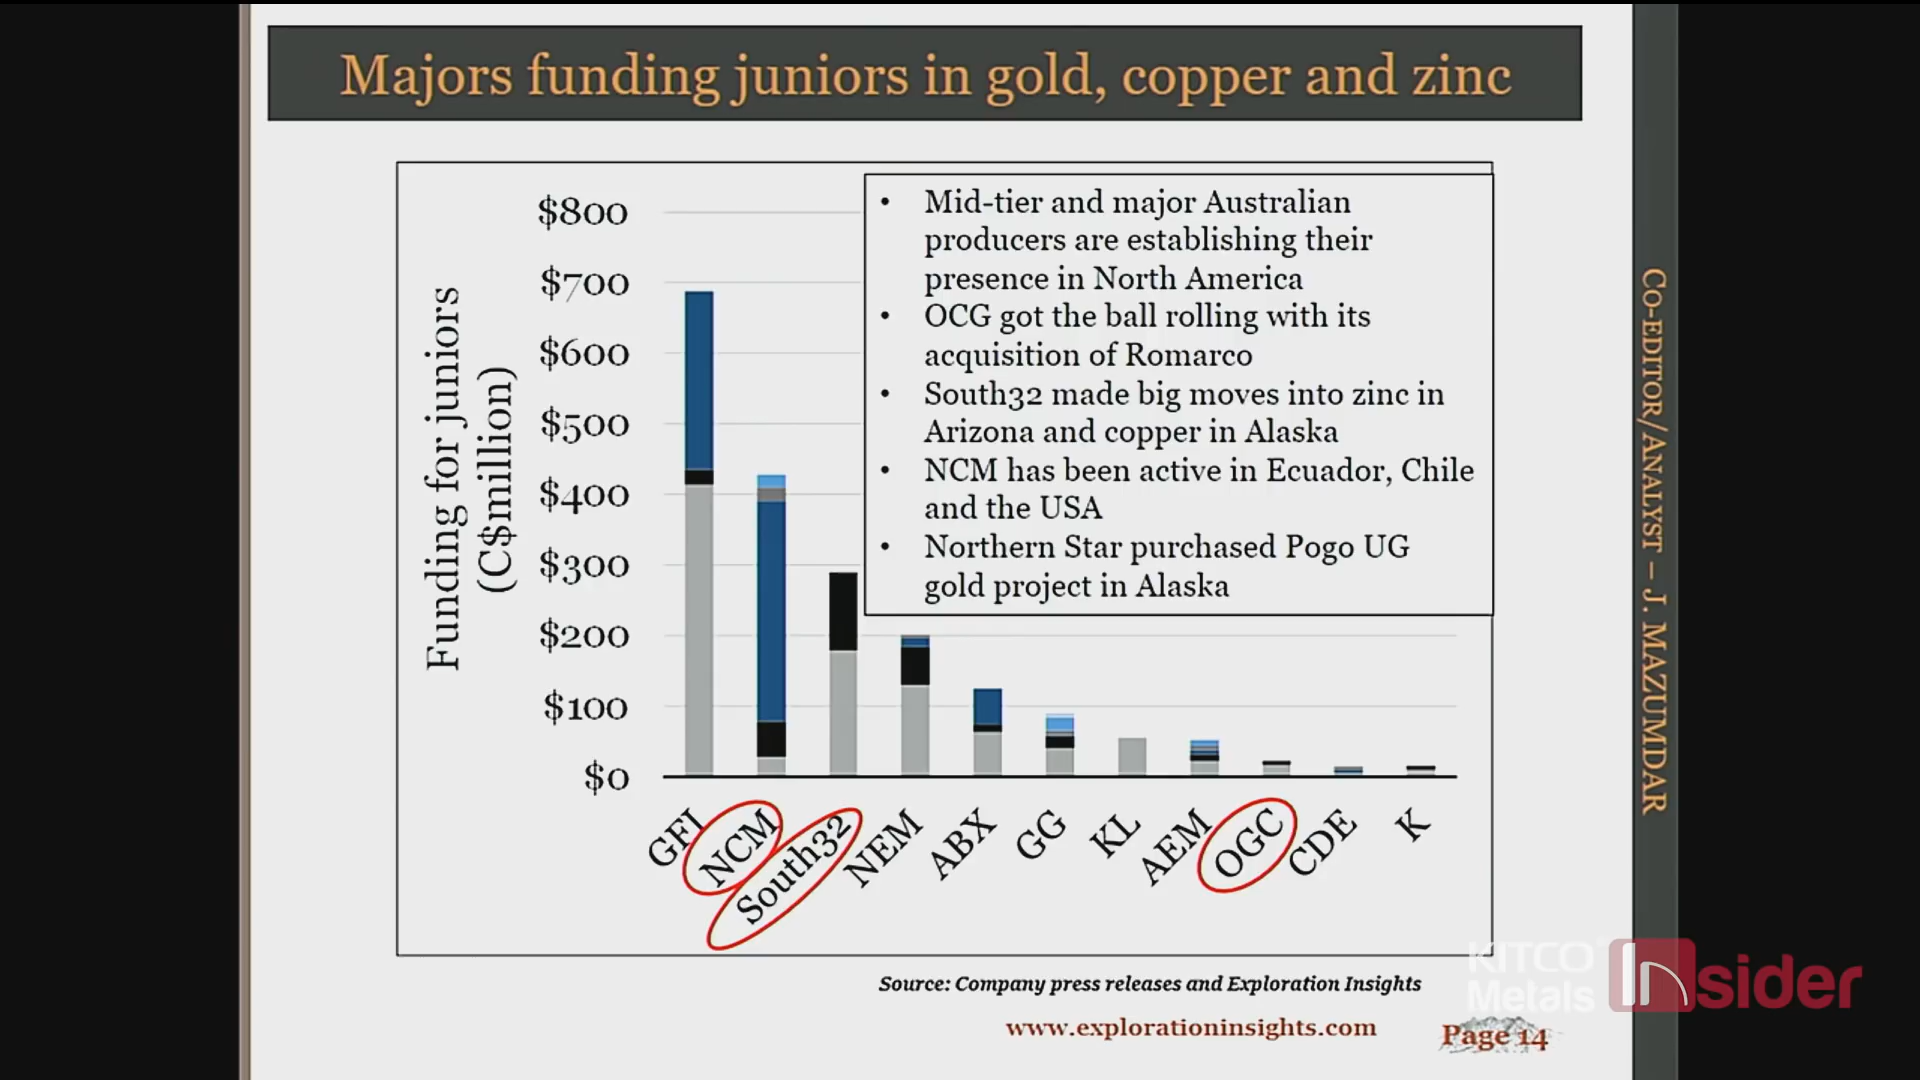 Majors funding juniors in gold, copper and zinc
Funding for juniors
(C$million)
$800
$700
$600
$500
$400
$300
$200
$100
$0
• Mid-tier and major Australian
producers are establishing their
presence in North America
• OCG got the ball rolling with its
acquisition of Romarco
• South32 made big moves into zinc in
Arizona and copper in Alaska
• NCM has been active in Ecuador, Chile
and the USA
• Northern Star purchased Pogo UG
gold project in Alaska
GFI
NCM
South32
NEM
ABX
GG
KL
AEM
OGC
CDE
K
Source: Company press releases and Exploration Insights
www.explorationinsights.com
Page 14
Co-editor/Analyst – J. Mazumdar
KITCO
Metals
INsider